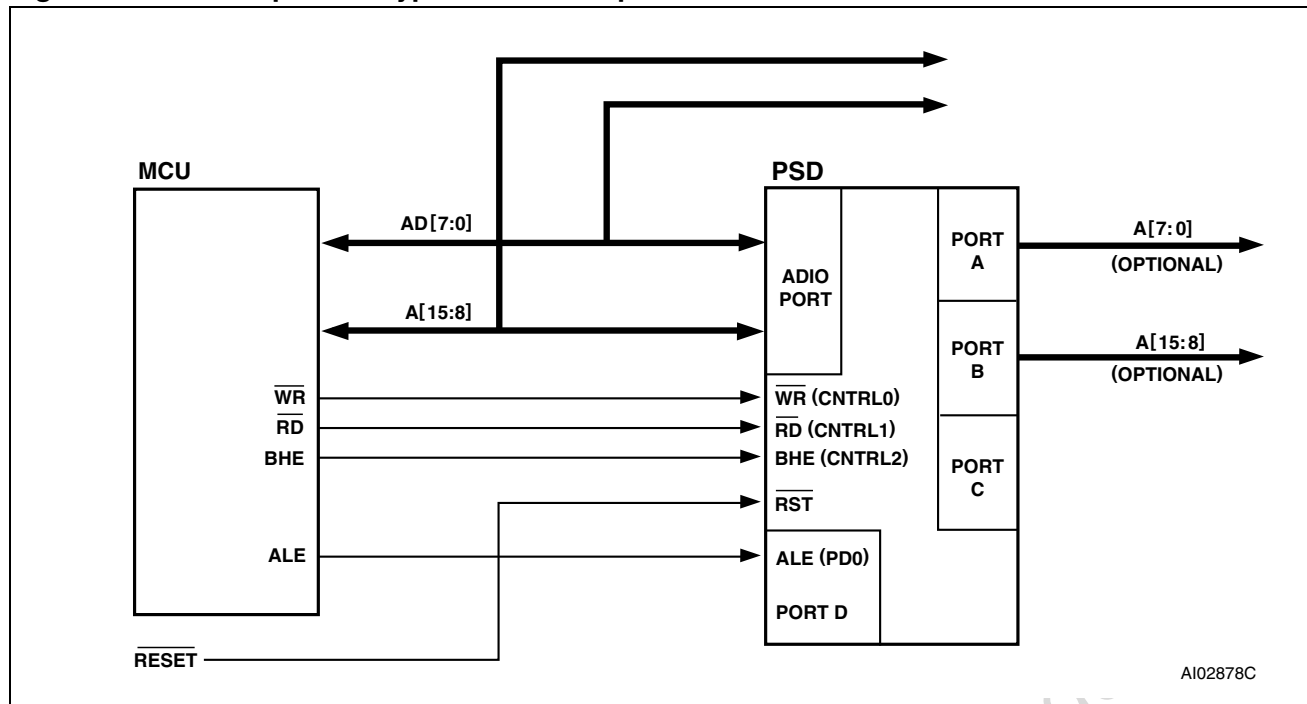 MCU
PSD
AD[7:0]
A[15:8]
ADIO
PORT
PORT
A
A[7:0]
(OPTIONAL)
PORT
B
A[15:8]
(OPTIONAL)
PORT
C
WR
RD
BHE
ALE
WR (CNTRL0)
RD (CNTRL1)
BHE (CNTRL2)
RST
ALE (PD0)
PORT D
RESET
AI02878C